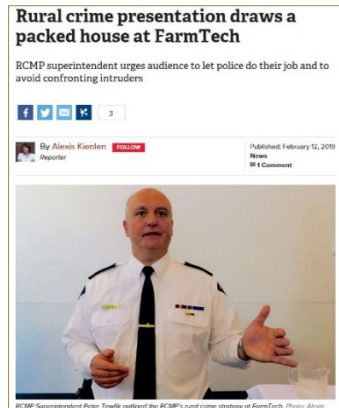 Rural crime presentation draws a
packed house at FarmTech
RCMP superintendent urges audience to let police do their job and to
avoid confronting intruders
3
By Alexis Kienlen FOLLOW
Reporter
Published: February 12, 2019
News
1 Comment
RCMP Superintendent Peter Tewfik outlined the RCMP's rural crime strategy at FarmTech. Photo: Alexis